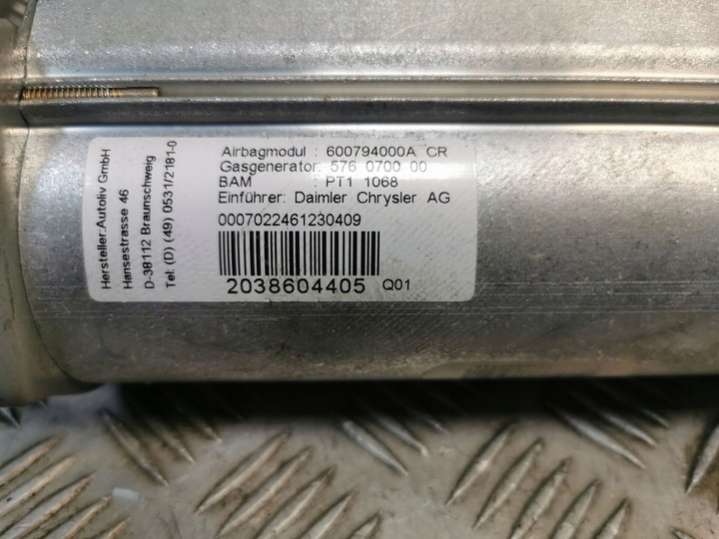 Hersteller:Autoliv GmbH
Hansestrasse 46
D-38112 Braunschweig
Tel: (D) (49) 0531/2181-0
Airbagmodul : 600794000A CR
Gasgenerator: 576 0700 00
BAM : PT1 1068
Einführer: Daimler Chrysler AG
0007022461230409
2038604405 Q01